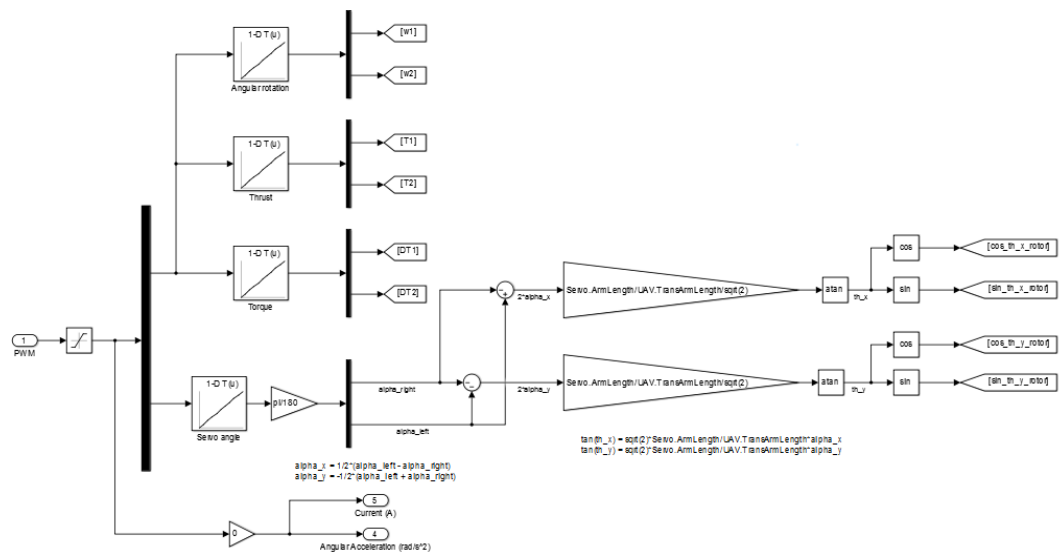 1-D T(u)
Angular rotation
[w1]
[w2]
1-D T(u)
Thrust
[T1]
[T2]
1-D T(u)
Torque
[DT1]
[DT2]
1
PWM
1-D T(u)
Servo angle
pi/180
alpha_right
alpha_left
2*alpha_x
2*alpha_y
Servo.ArmLength/UAV.TransArmLength/sqrt(2)
Servo.ArmLength/UAV.TransArmLength/sqrt(2)
atan
th_x
cos
sin
[cos_th_x_rotor]
[sin_th_x_rotor]
atan
th_y
cos
sin
[cos_th_y_rotor]
[sin_th_y_rotor]
alpha_x = 1/2*(alpha_left - alpha_right)
alpha_y = -1/2*(alpha_left + alpha_right)
tan(th_x) = sqrt(2)*Servo.ArmLength/UAV.TransArmLength*alpha_x
tan(th_y) = sqrt(2)*Servo.ArmLength/UAV.TransArmLength*alpha_y
0
5
Current (A)
4
Angular Acceleration (rad/s^2)